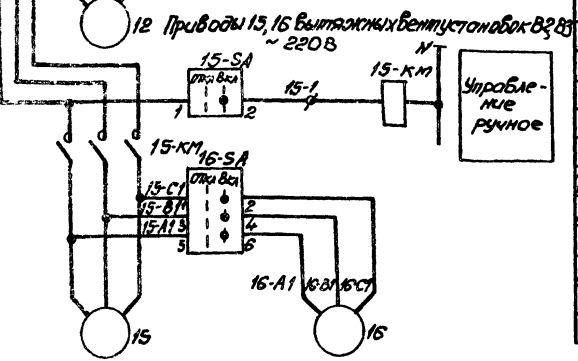 12 Приводы 15, 16 вытяжных вентустановок В2, В3
~ 220 В
15-SA
N
15-КМ
Откл Вкл
1 2
15-1
Управле-
ние
ручное
15-КМ
16-SA
Откл Вкл
15-С1 1 2
15-В1 3 4
15-А1 5 6
16-А1 16-В1 16-С1
15 16